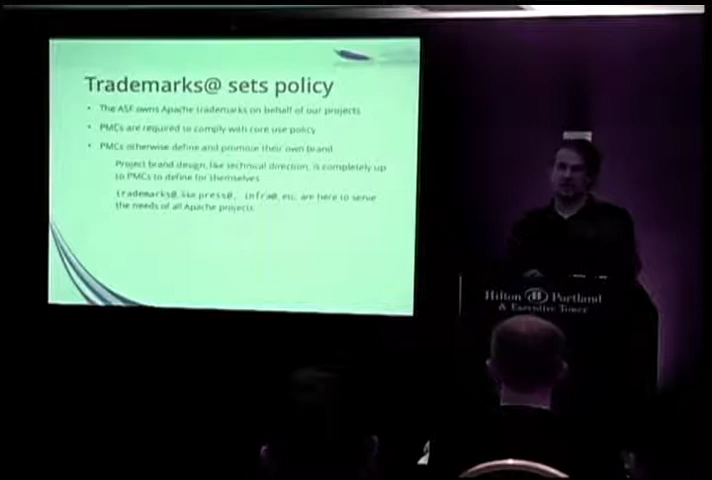 Trademarks@ sets policy
• The ASF owns Apache trademarks on behalf of our projects
• PMCs are required to comply with core use policy
• PMCs otherwise define and promote their own brand
Project brand design, like technical direction, is completely up
to PMCs to define for themselves
trademarks@, like press@, infra@, etc. are here to serve
the needs of all Apache projects.
Hilton Portland
& Executive Tower